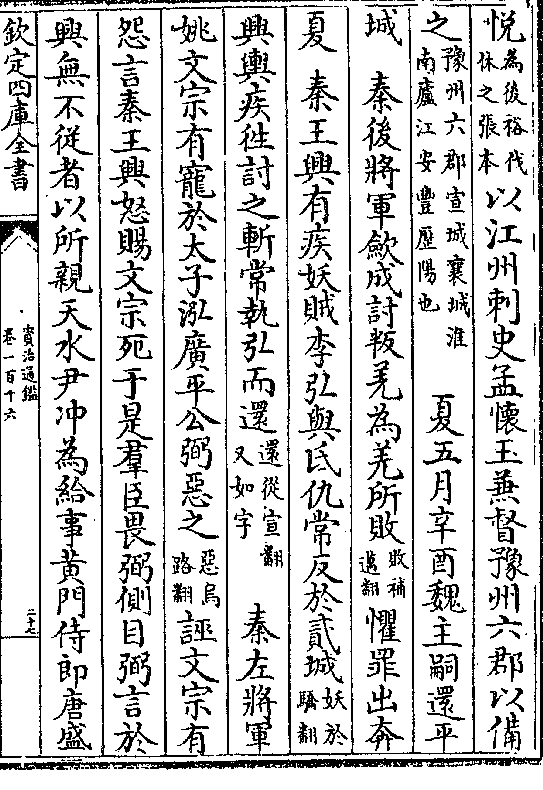 悦為後裕伐休之張本以江州刺史孟懷玉兼督豫州六郡以備
之豫州六郡宣城襄城淮南廬江安豐歷陽也　夏五月辛酉魏主嗣還平
城　秦後將軍歛成討叛羌為羌所敗敗補邁翻懼罪出奔
夏　秦王興有疾妖賊李弘與氐仇常反於貳城妖於驕翻
興輿疾往討之斬常執弘而還還從宣翻又如字　秦左將軍
姚文宗有寵於太子泓廣平公弼惡之惡烏路翻誣文宗有
怨言秦王興怒賜文宗死于是羣臣畏弼側目弼言於
興無不從者以所親天水尹冲為給事黃門侍郎唐盛
欽定四庫全書
資治通鑑
卷一百十六
二十七